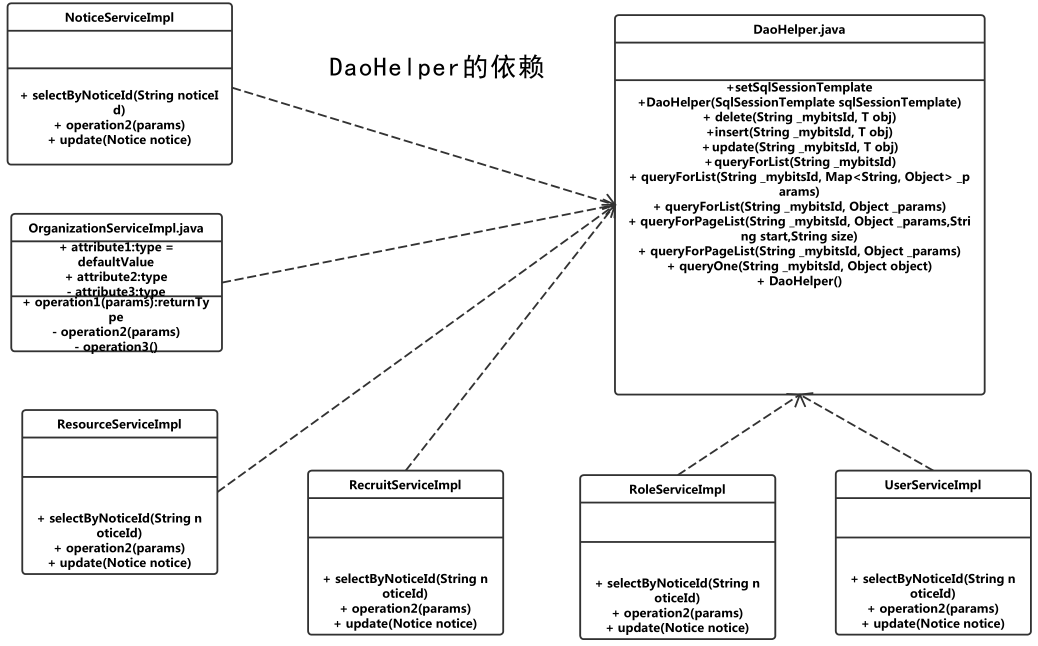 NoticeServiceImpl
+ selectByNoticeId(String noticeI
d)
+ operation2(params)
+ update(Notice notice)
DaoHelper的依赖
DaoHelper.java
+setSqlSessionTemplate
+DaoHelper(SqlSessionTemplate sqlSessionTemplate)
+ delete(String _mybitsId, T obj)
+insert(String _mybitsId, T obj)
+update(String _mybitsId, T obj)
+queryForList(String _mybitsId)
+ queryForList(String _mybitsId, Map<String, Object> _p
arams)
+ queryForList(String _mybitsId, Object _params)
+ queryForPageList(String _mybitsId, Object _params,Stri
ng start,String size)
+ queryForPageList(String _mybitsId, Object _params)
+ queryOne(String _mybitsId, Object object)
+ DaoHelper()
OrganizationServiceImpl.java
+ attribute1:type =
defaultValue
+ attribute2:type
- attribute3:type
+ operation1(params):returnTy
pe
- operation2(params)
- operation3()
ResourceServiceImpl
+ selectByNoticeId(String n
oticeId)
+ operation2(params)
+ update(Notice notice)
RecruitServiceImpl
+ selectByNoticeId(String n
oticeId)
+ operation2(params)
+ update(Notice notice)
RoleServiceImpl
+ selectByNoticeId(String n
oticeId)
+ operation2(params)
+ update(Notice notice)
UserServiceImpl
+ selectByNoticeId(String n
oticeId)
+ operation2(params)
+ update(Notice notice)